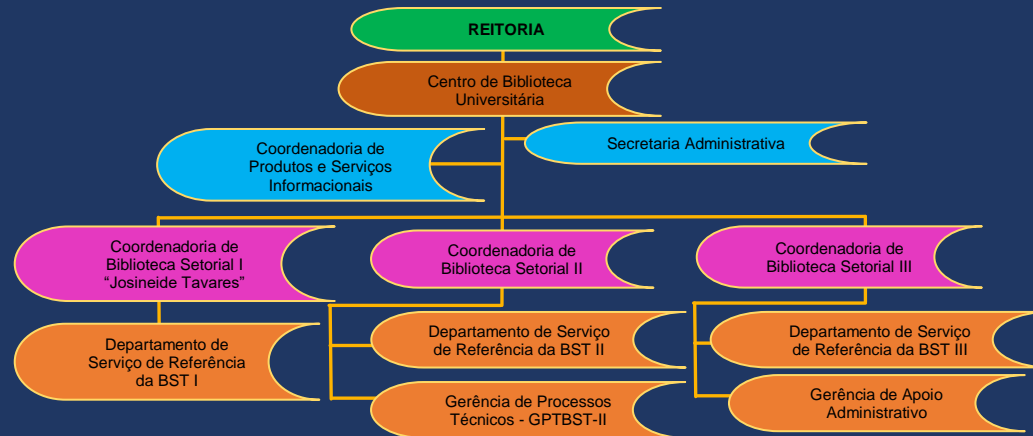 REITORIA
Centro de Biblioteca
Universitária
Coordenadoria de
Produtos e Serviços
Informacionais
Secretaria Administrativa
Coordenadoria de
Biblioteca Setorial I
“Josineide Tavares”
Coordenadoria de
Biblioteca Setorial II
Coordenadoria de
Biblioteca Setorial III
Departamento de
Serviço de Referência
da BST I
Departamento de Serviço
de Referência da BST II
Departamento de Serviço
de Referência da BST III
Gerência de Processos
Técnicos - GPTBST-II
Gerência de Apoio
Administrativo